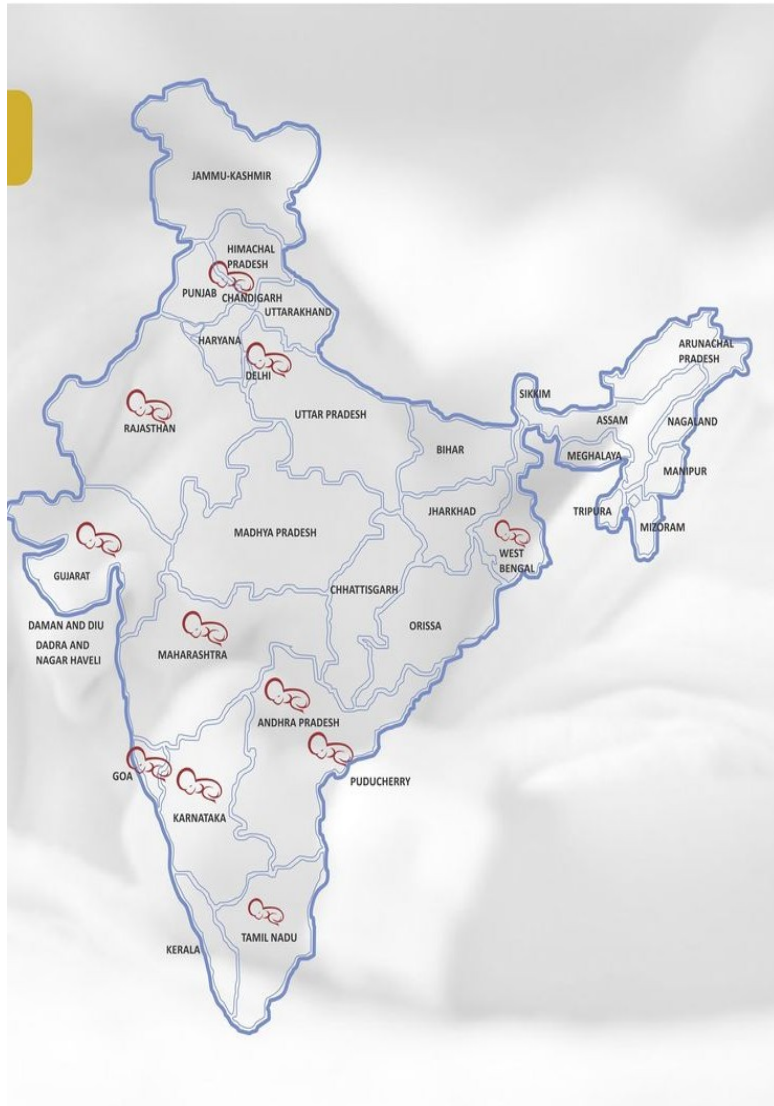 JAMMU-KASHMIR
HIMACHAL
PRADESH
PUNJAB
CHANDIGARH
UTTARAKHAND
HARYANA
DELHI
RAJASTHAN
UTTAR PRADESH
SIKKIM
ARUNACHAL
PRADESH
ASSAM
NAGALAND
BIHAR
MEGHALAYA
MANIPUR
JHARKHAND
TRIPURA
MIZORAM
MADHYA PRADESH
WEST
BENGAL
GUJARAT
CHHATTISGARH
ORISSA
DAMAN AND DIU
DADRA AND
NAGAR HAVELI
MAHARASHTRA
ANDHRA PRADESH
GOA
PUDUCHERRY
KARNATAKA
TAMIL NADU
KERALA